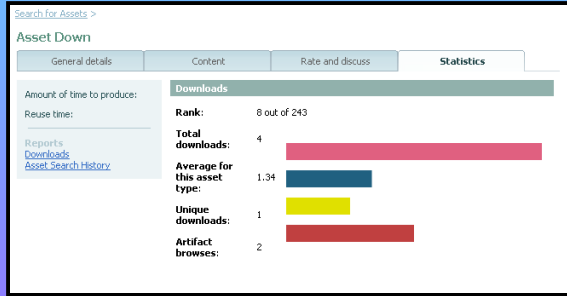 Search for Assets >
Asset Down
General details
Content
Rate and discuss
Statistics
Amount of time to produce:
Reuse time:
Reports
Downloads
Asset Search History
Downloads
Rank: 8 out of 243
Total
downloads: 4
Average for
this asset 1.34
type:
Unique
downloads: 1
Artifact
browses: 2